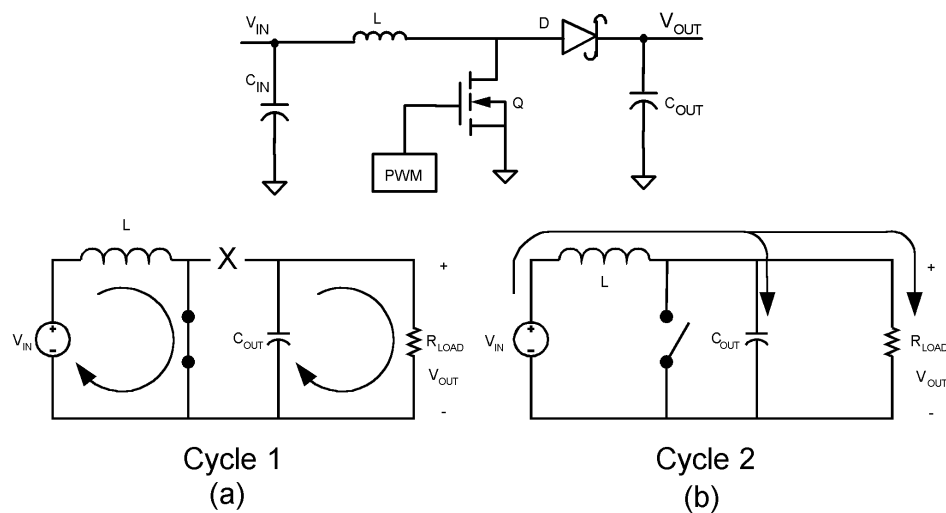 V_IN L D V_OUT
C_IN Q C_OUT
PWM
L
X +
V_IN + - C_OUT R_LOAD
V_OUT
-
Cycle 1
(a)
L +
V_IN + - C_OUT R_LOAD
V_OUT
-
Cycle 2
(b)